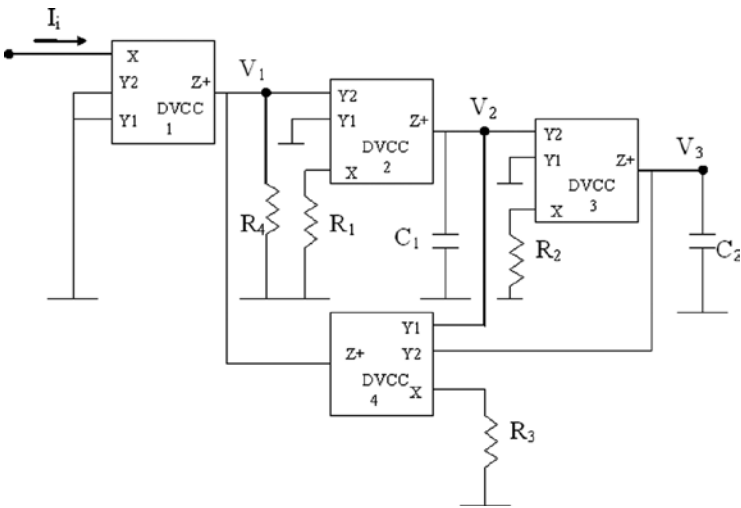 Ii
X
Y2
Y1
Z+
DVCC
1
V1
Y2
Y1
X
Z+
DVCC
2
V2
Y2
Y1
X
Z+
DVCC
3
V3
R4
R1
C1
R2
C2
Z+
Y1
Y2
X
DVCC
4
R3